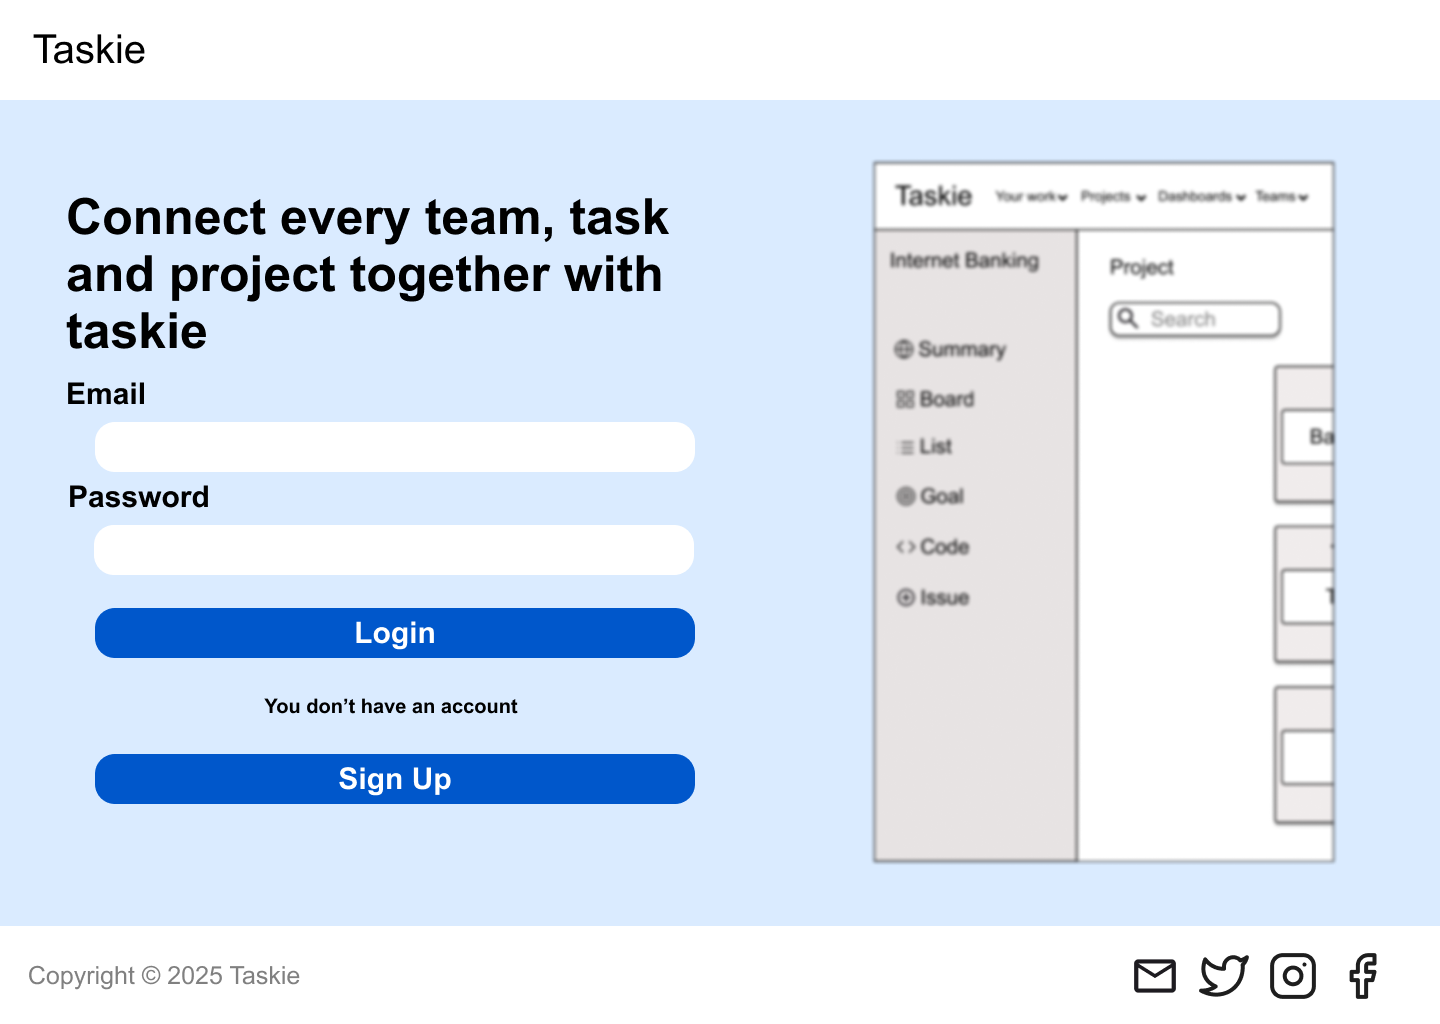 Taskie
Connect every team, task
and project together with
taskie
Email
Password
Login
You don’t have an account
Sign Up
Taskie Your work Projects Dashboards Teams
Internet Banking
Project
Search
Summary
Board
List
Goal
Code
Issue
Ba
T
Copyright © 2025 Taskie